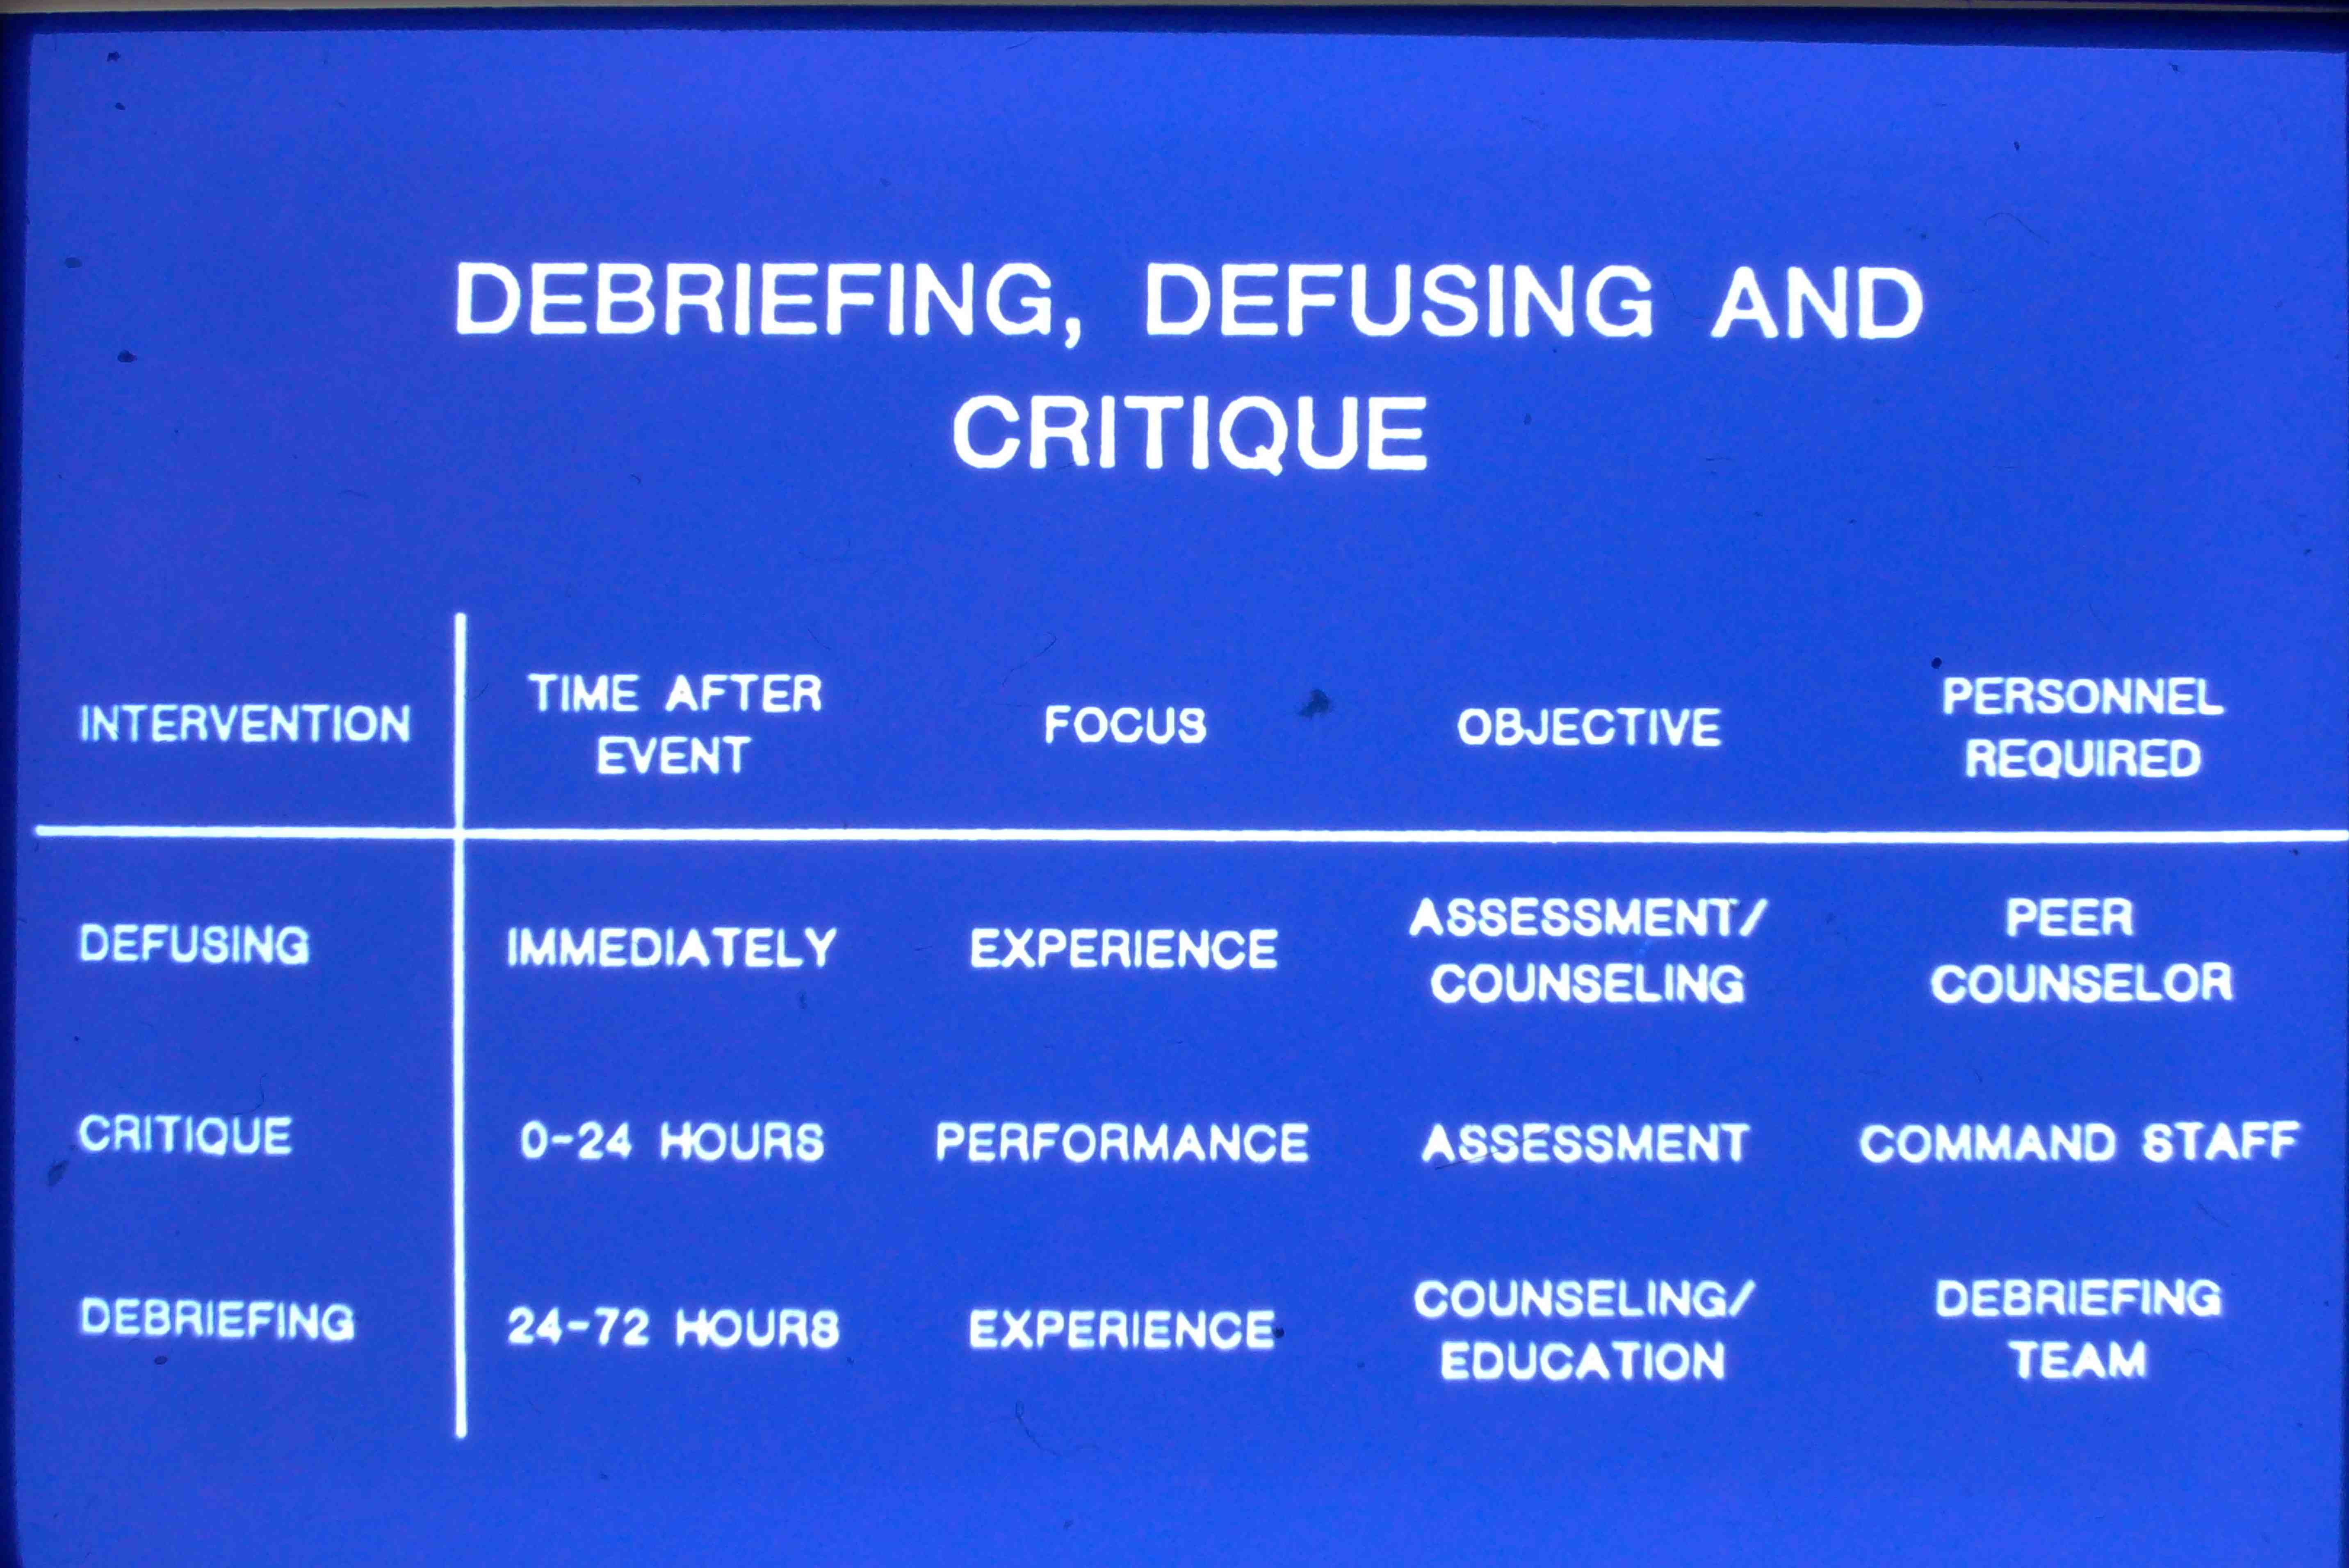 DEBRIEFING, DEFUSING AND
CRITIQUE
INTERVENTION TIME AFTER EVENT FOCUS OBJECTIVE PERSONNEL REQUIRED
DEFUSING IMMEDIATELY EXPERIENCE ASSESSMENT/ COUNSELING PEER COUNSELOR
CRITIQUE 0-24 HOURS PERFORMANCE ASSESSMENT COMMAND STAFF
DEBRIEFING 24-72 HOURS EXPERIENCE COUNSELING/ EDUCATION DEBRIEFING TEAM